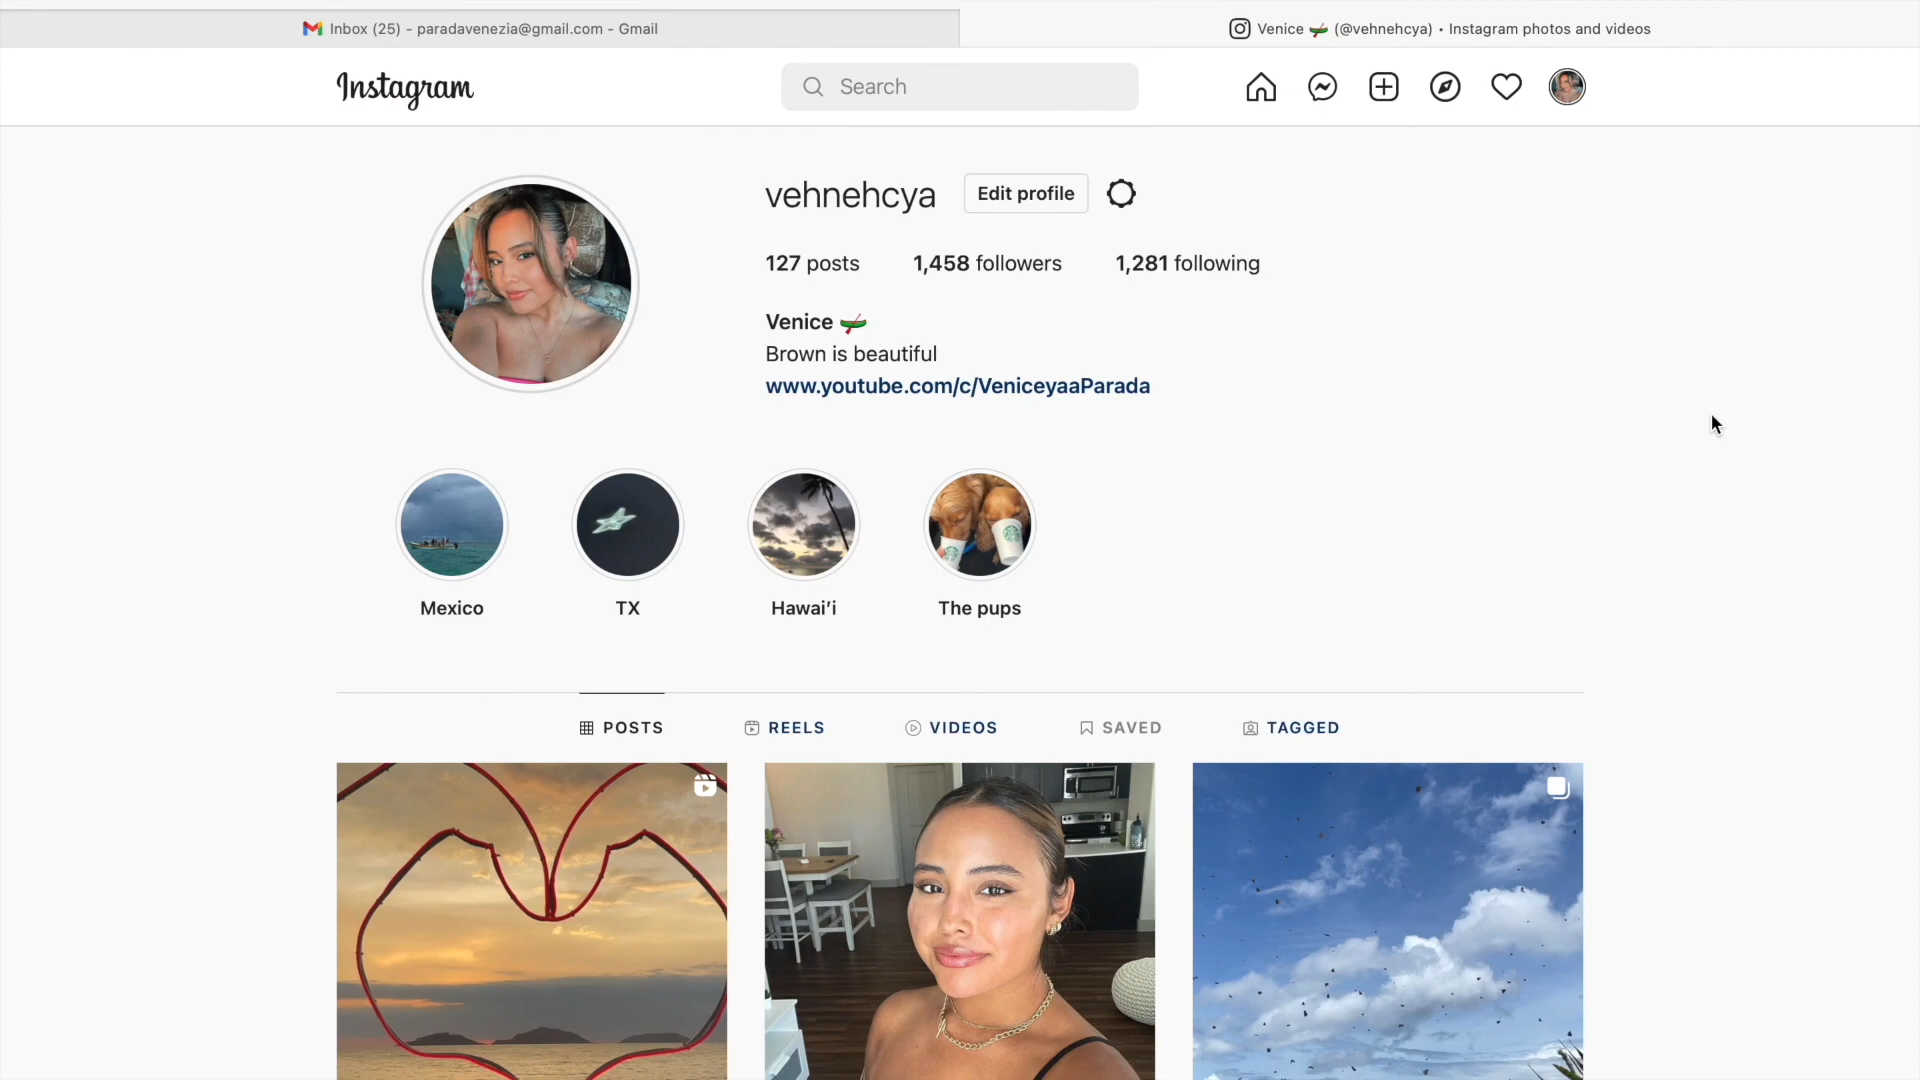 Inbox (25) - paradavenezia@gmail.com - Gmail
Venice 🛶 (@vehnehcya) • Instagram photos and videos
Instagram
Search
vehnehcya
Edit profile
127 posts
1,458 followers
1,281 following
Venice 🛶
Brown is beautiful
www.youtube.com/c/VeniceyaaParada
Mexico
TX
Hawai'i
The pups
POSTS
REELS
VIDEOS
SAVED
TAGGED